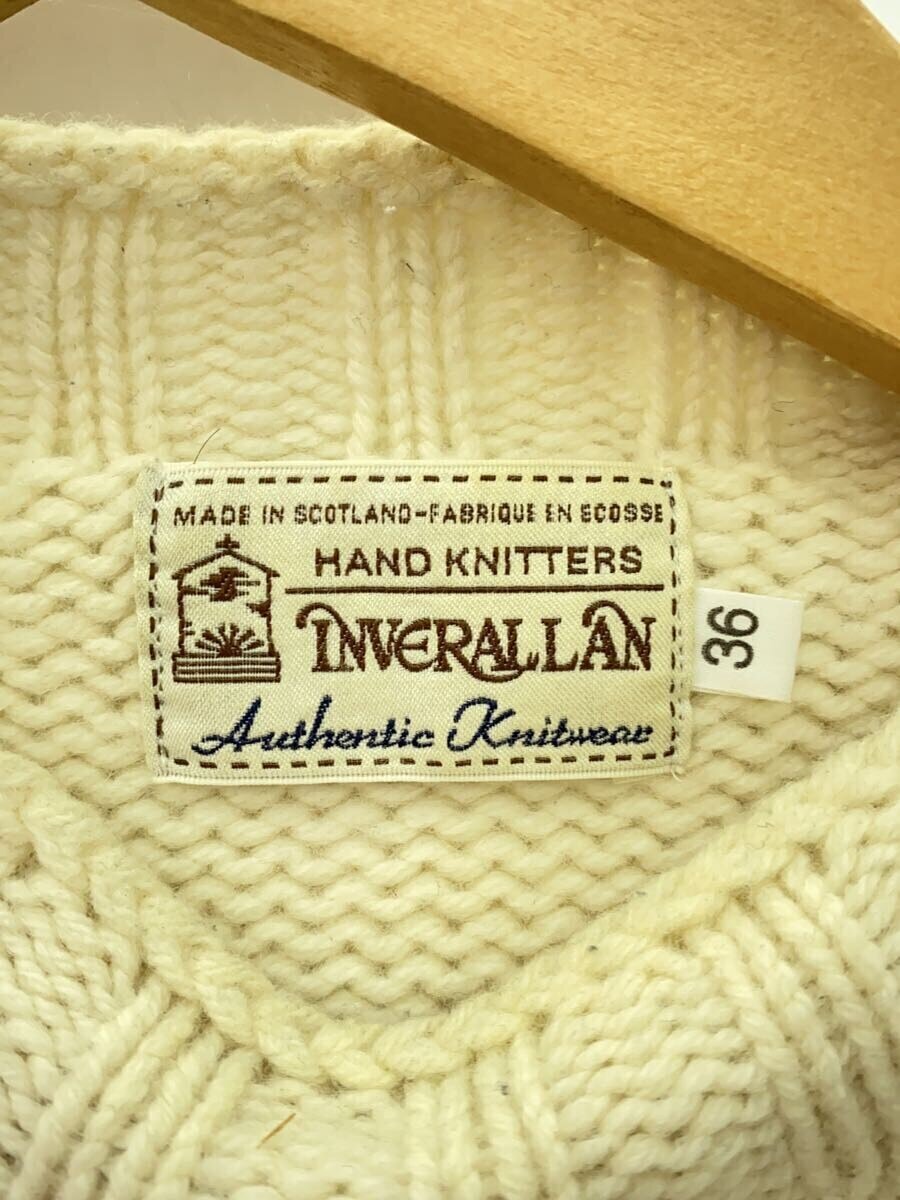 MADE IN SCOTLAND-FABRIQUE EN ECOSSE
HAND KNITTERS
INVERALLAN
Authentic Knitwear
36